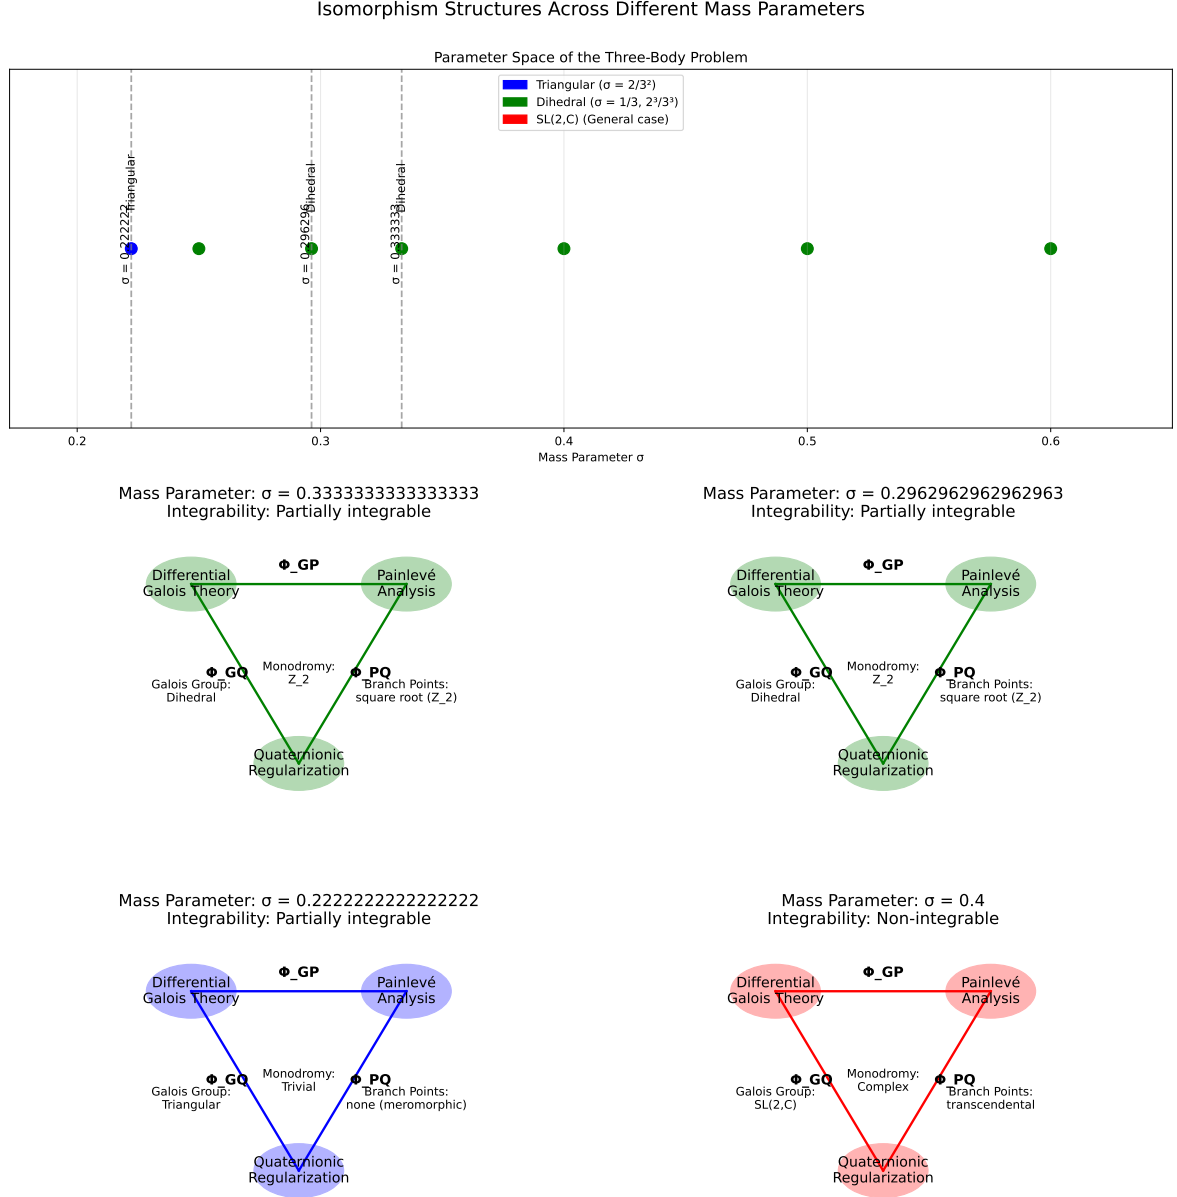 Isomorphism Structures Across Different Mass Parameters
Parameter Space of the Three-Body Problem
Triangular (σ = 2/3²)
Dihedral (σ = 1/3, 2³/3³)
SL(2,C) (General case)
Triangular
σ = 0.222222
Dihedral
σ = 0.296296
Dihedral
σ = 0.333333
0.2
0.3
0.4
0.5
0.6
Mass Parameter σ
Mass Parameter: σ = 0.3333333333333333
Integrability: Partially integrable
Differential
Galois Theory
Φ_GP
Painlevé
Analysis
Φ_GQ
Monodromy:
Z_2
Φ_PQ
Galois Group:
Dihedral
Branch Points:
square root (Z_2)
Quaternionic
Regularization
Mass Parameter: σ = 0.2962962962962963
Integrability: Partially integrable
Differential
Galois Theory
Φ_GP
Painlevé
Analysis
Φ_GQ
Monodromy:
Z_2
Φ_PQ
Galois Group:
Dihedral
Branch Points:
square root (Z_2)
Quaternionic
Regularization
Mass Parameter: σ = 0.2222222222222222
Integrability: Partially integrable
Differential
Galois Theory
Φ_GP
Painlevé
Analysis
Φ_GQ
Monodromy:
Trivial
Φ_PQ
Galois Group:
Triangular
Branch Points:
none (meromorphic)
Quaternionic
Regularization
Mass Parameter: σ = 0.4
Integrability: Non-integrable
Differential
Galois Theory
Φ_GP
Painlevé
Analysis
Φ_GQ
Monodromy:
Complex
Φ_PQ
Galois Group:
SL(2,C)
Branch Points:
transcendental
Quaternionic
Regularization